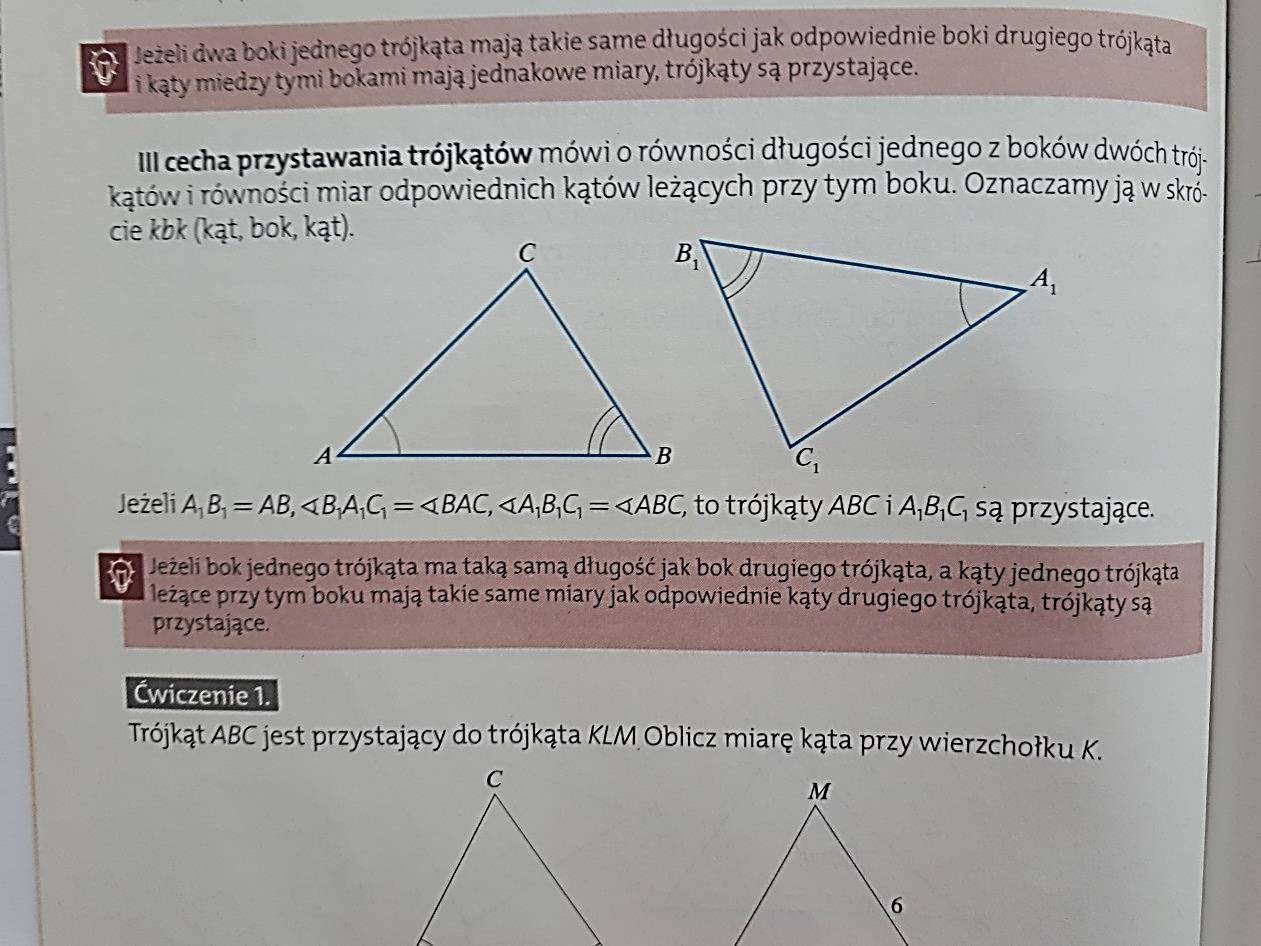 Jeżeli dwa boki jednego trójkąta mają takie same długości jak odpowiednie boki drugiego trójkąta
i kąty miedzy tymi bokami mają jednakowe miary, trójkąty są przystające.
III cecha przystawania trójkątów mówi o równości długości jednego z boków dwóch trój-
kątów i równości miar odpowiednich kątów leżących przy tym boku. Oznaczamy ją w skró-
cie kbk (kąt, bok, kąt).
C
B₁
A₁
A
B
C₁
Jeżeli A₁B₁ = AB, ∢B₁A₁C₁ = ∢BAC, ∢A₁B₁C₁ = ∢ABC, to trójkąty ABC i A₁B₁C₁ są przystające.
Jeżeli bok jednego trójkąta ma taką samą długość jak bok drugiego trójkąta, a kąty jednego trójkąta
leżące przy tym boku mają takie same miary jak odpowiednie kąty drugiego trójkąta, trójkąty są
przystające.
Ćwiczenie 1.
Trójkąt ABC jest przystający do trójkąta KLM. Oblicz miarę kąta przy wierzchołku K.
C
M
6